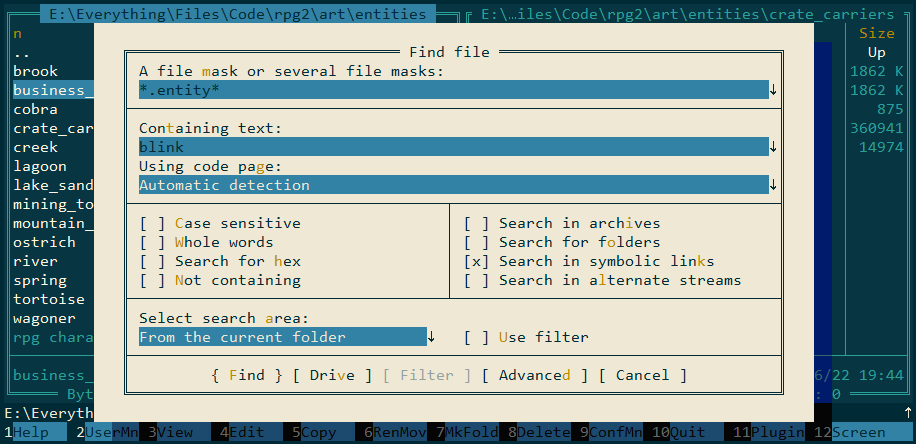 E:\Everything\Files\Code\rpg2\art\entities E:\…iles\Code\rpg2\art\entities\crate_carriers
n Size
.. Up
Find file
brook A file mask or several file masks: 1862 K
business_ *.entity* ↓ 1862 K
cobra 875
crate_car Containing text: 360941
creek blink ↓ 14974
lagoon Using code page:
lake_sand Automatic detection ↓
mining_to
mountain_ [ ] Case sensitive [ ] Search in archives
ostrich [ ] Whole words [ ] Search for folders
river [ ] Search for hex [x] Search in symbolic links
spring [ ] Not containing [ ] Search in alternate streams
tortoise
wagoner Select search area:
rpg chara From the current folder ↓ [ ] Use filter
business_ { Find } [ Drive ] [ Filter ] [ Advanced ] [ Cancel ] 6/22 19:44
Byt : 0
E:\Everyth ↑
1Help 2UserMn 3View 4Edit 5Copy 6RenMov 7MkFold 8Delete 9ConfMn 10Quit 11Plugin 12Screen